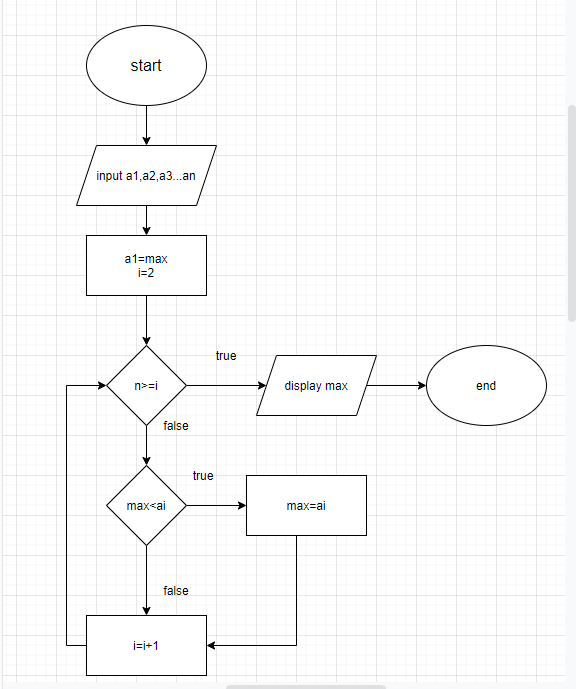 start
input a1,a2,a3...an
a1=max
i=2
true
n>=i
display max
end
false
true
max<ai
max=ai
false
i=i+1